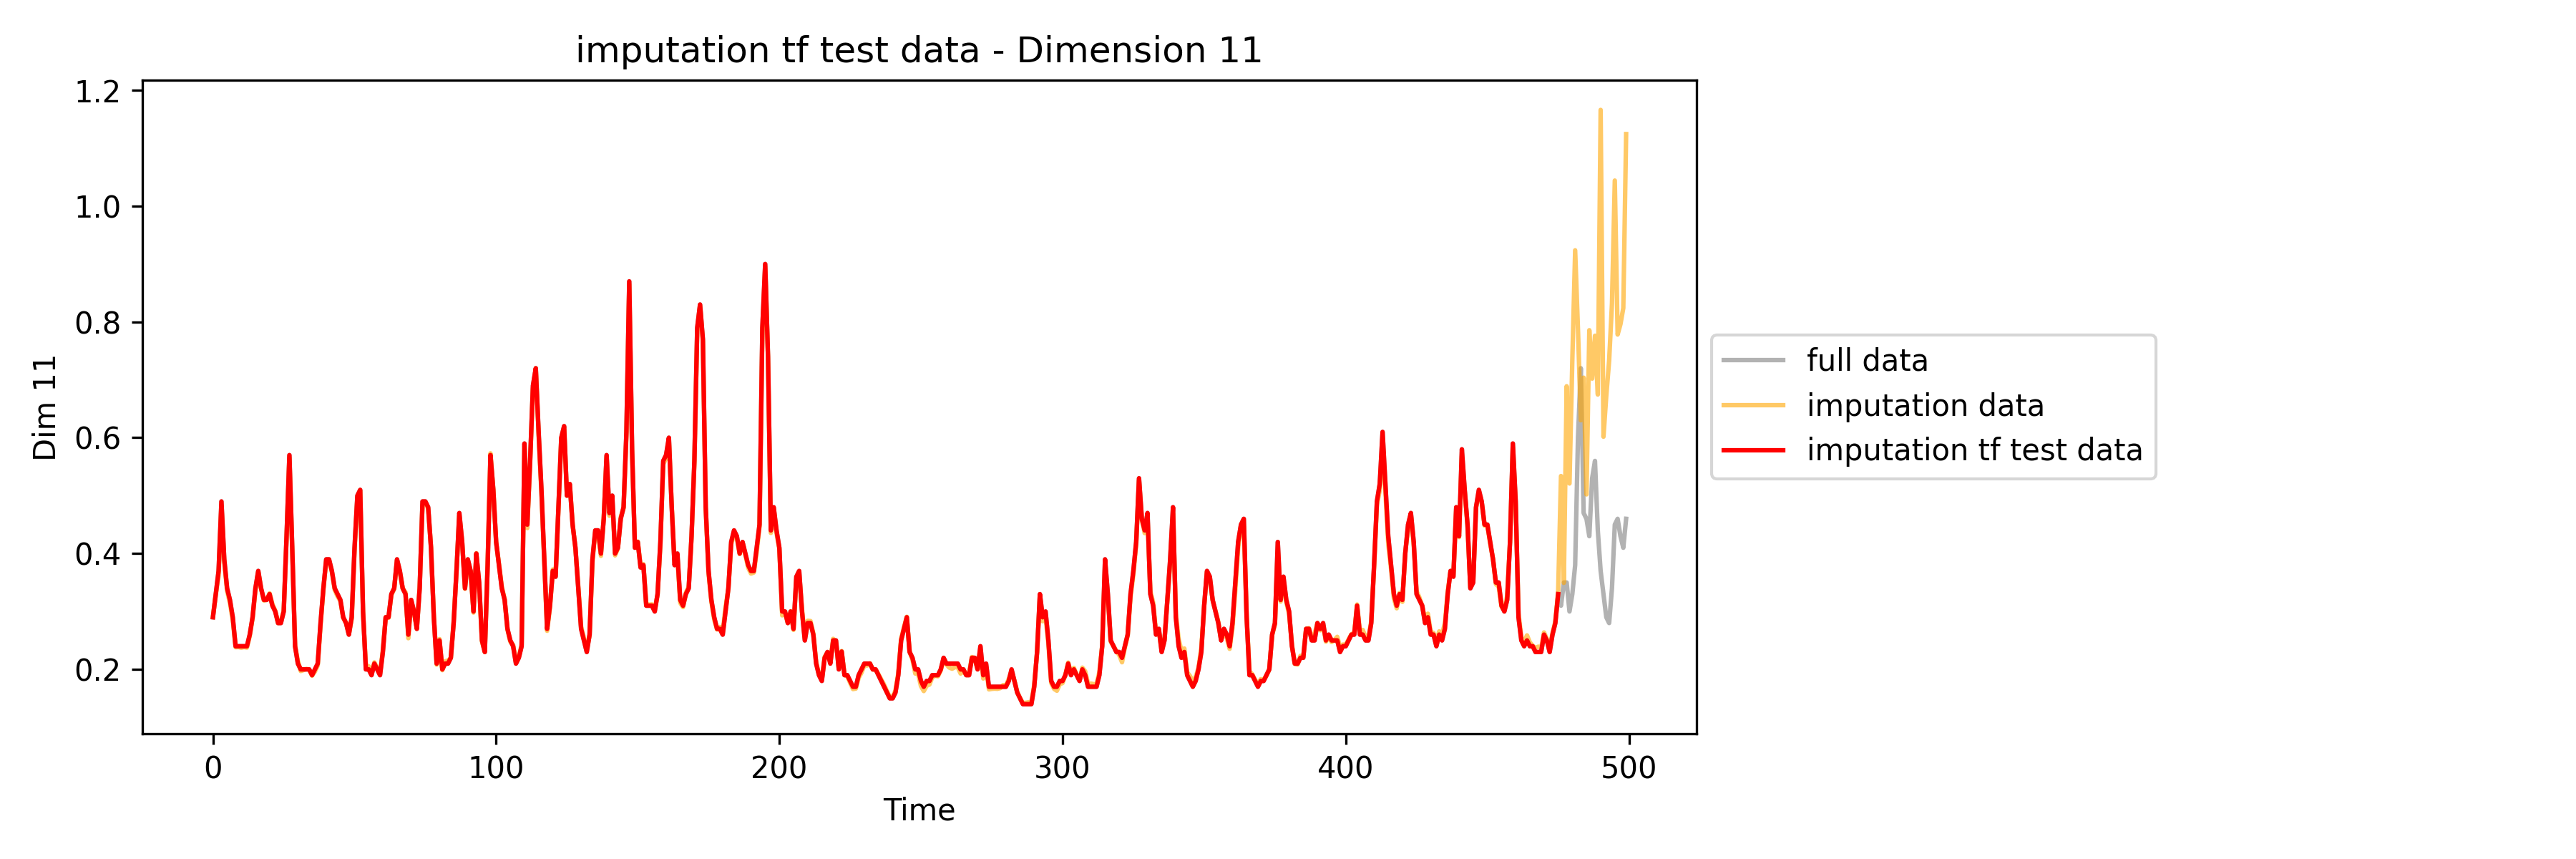 imputation tf test data - Dimension 11
1.2
1.0
0.8
0.6
0.4
0.2
Dim 11
0
100
200
300
400
500
Time
full data
imputation data
imputation tf test data